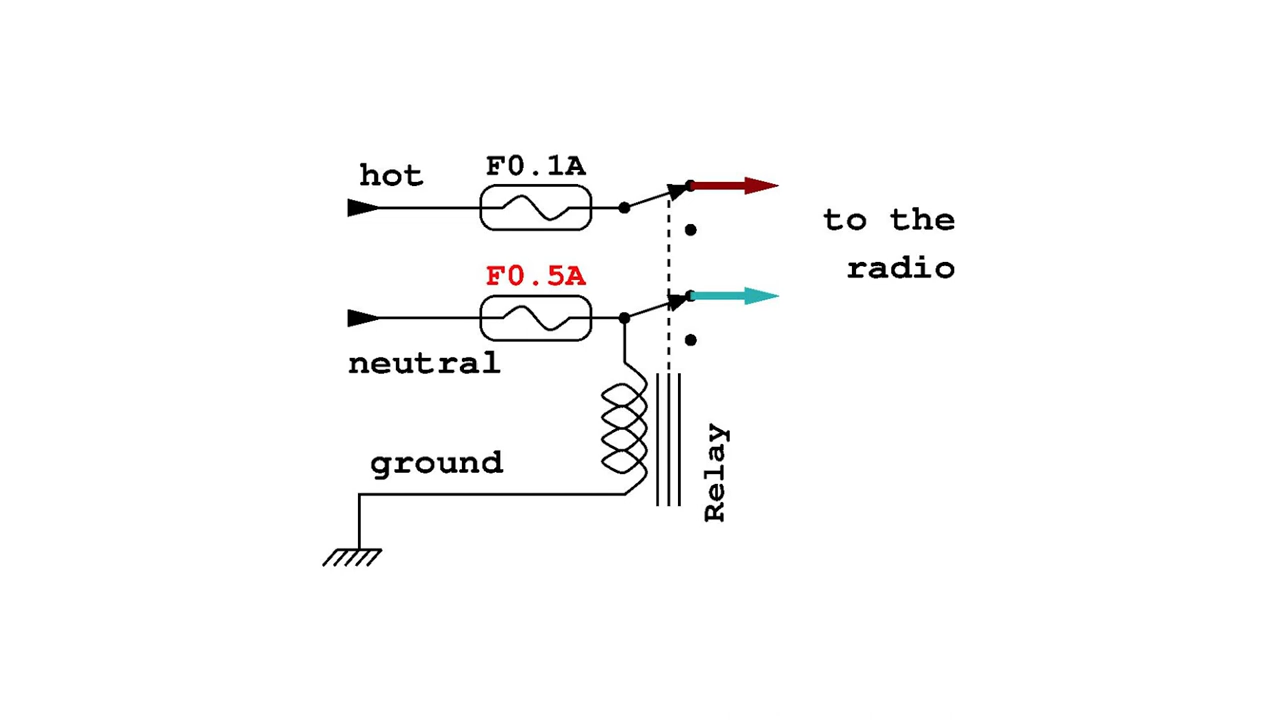 F0.1A
hot
to the
radio
F0.5A
neutral
ground
Relay